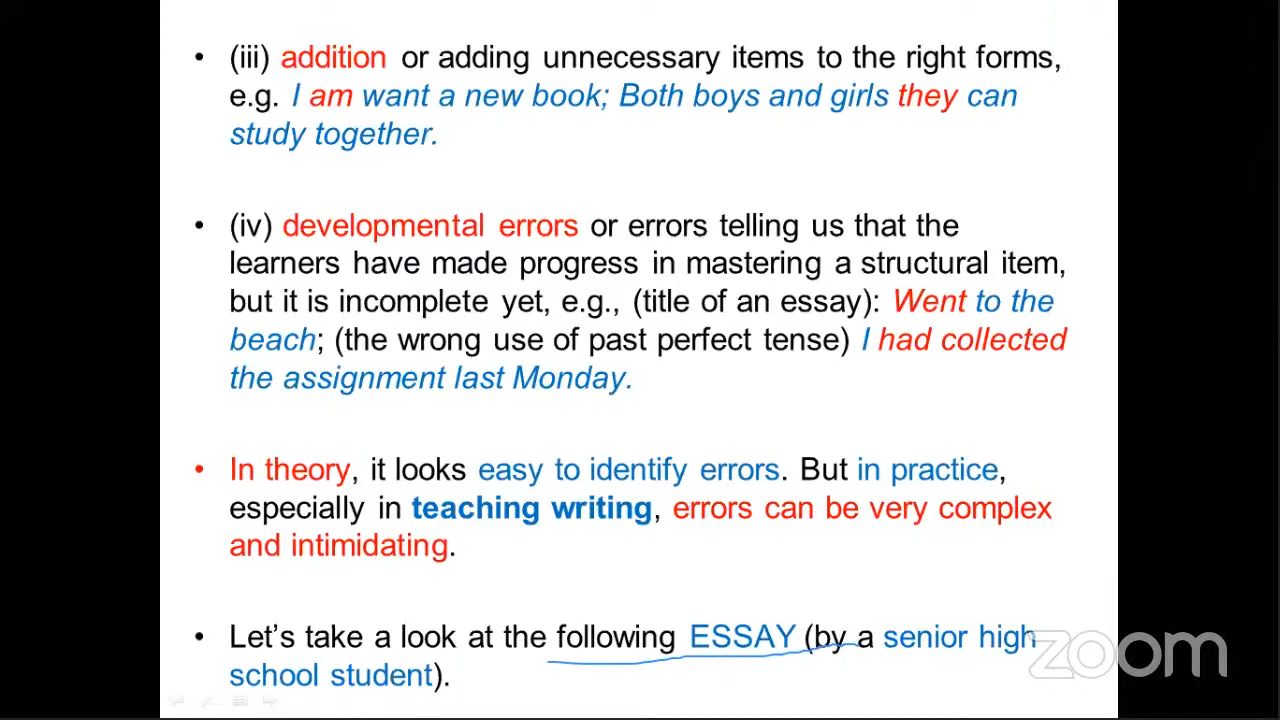 • (iii) addition or adding unnecessary items to the right forms,
e.g. I am want a new book; Both boys and girls they can
study together.
• (iv) developmental errors or errors telling us that the
learners have made progress in mastering a structural item,
but it is incomplete yet, e.g., (title of an essay): Went to the
beach; (the wrong use of past perfect tense) I had collected
the assignment last Monday.
• In theory, it looks easy to identify errors. But in practice,
especially in teaching writing, errors can be very complex
and intimidating.
• Let’s take a look at the following ESSAY (by a senior high
school student).
zoom